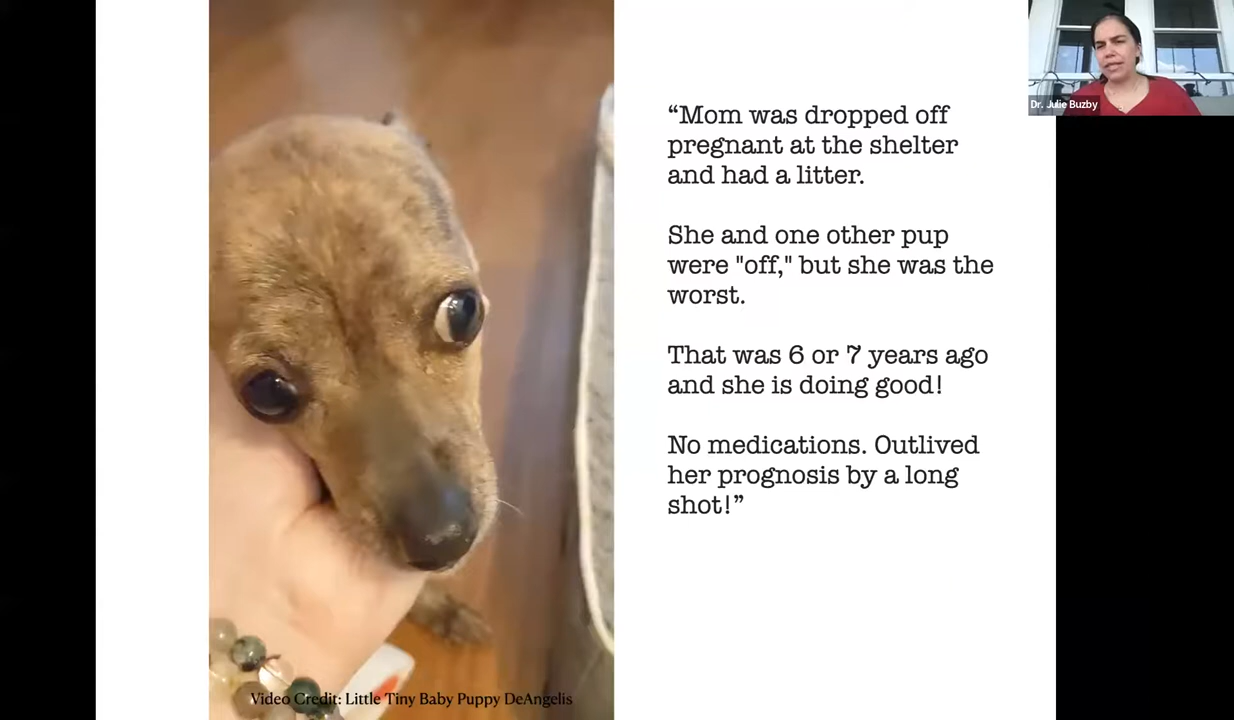 Dr. Julie Buzby
“Mom was dropped off
pregnant at the shelter
and had a litter.
She and one other pup
were "off," but she was the
worst.
That was 6 or 7 years ago
and she is doing good!
No medications. Outlived
her prognosis by a long
shot!”
Video Credit: Little Tiny Baby Puppy DeAngelis